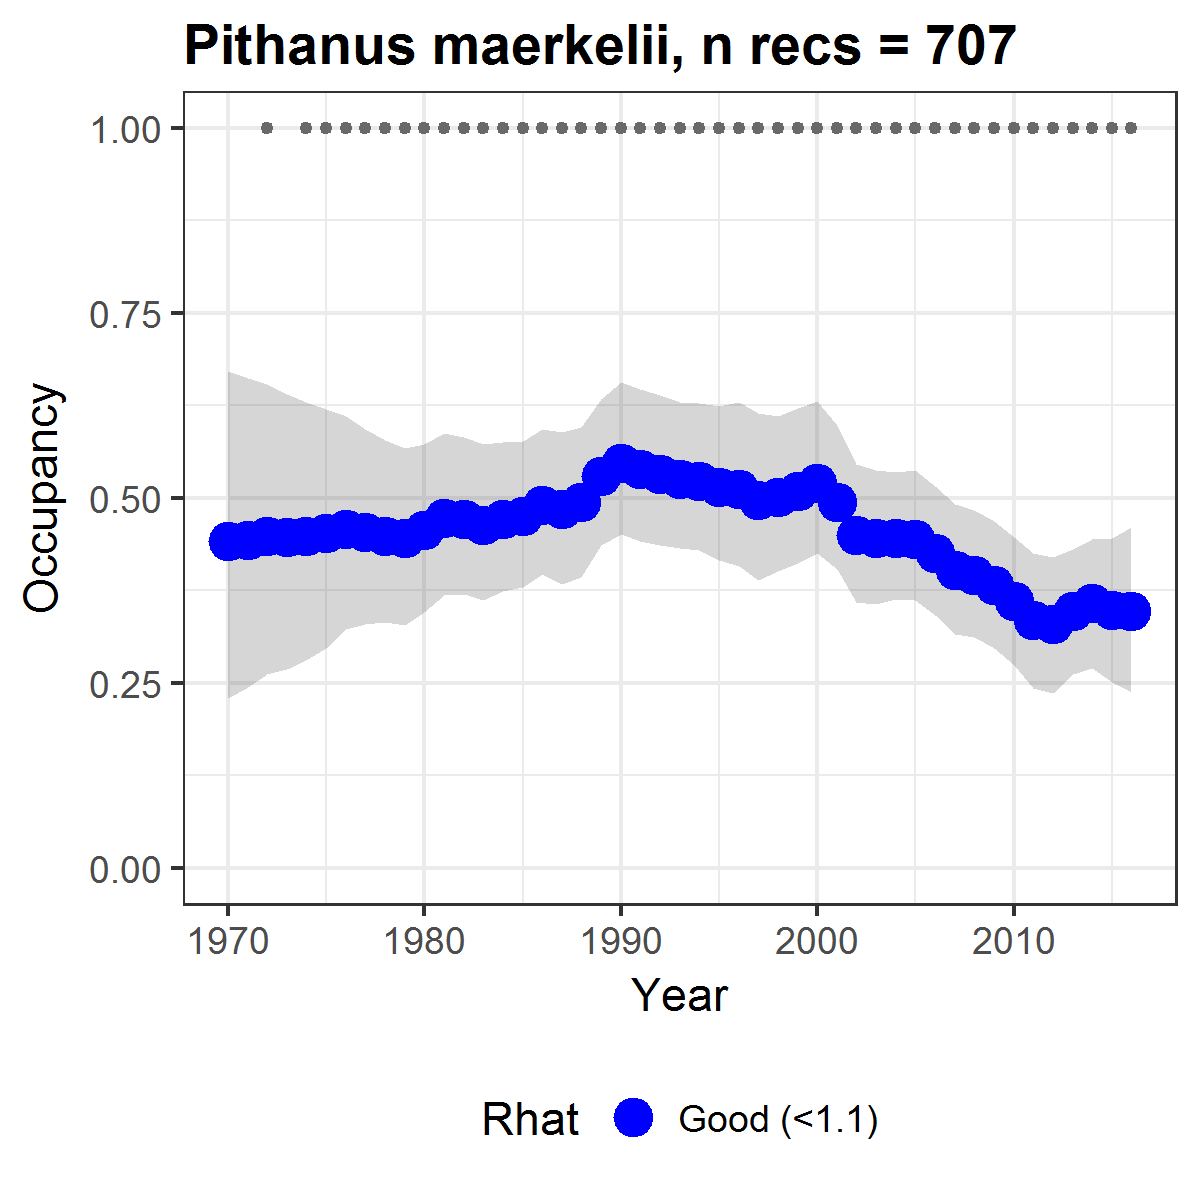 Pithanus maerkelii, n recs = 707
1.00
0.75
0.50
0.25
0.00
Occupancy
1970 1980 1990 2000 2010
Year
Rhat Good (<1.1)